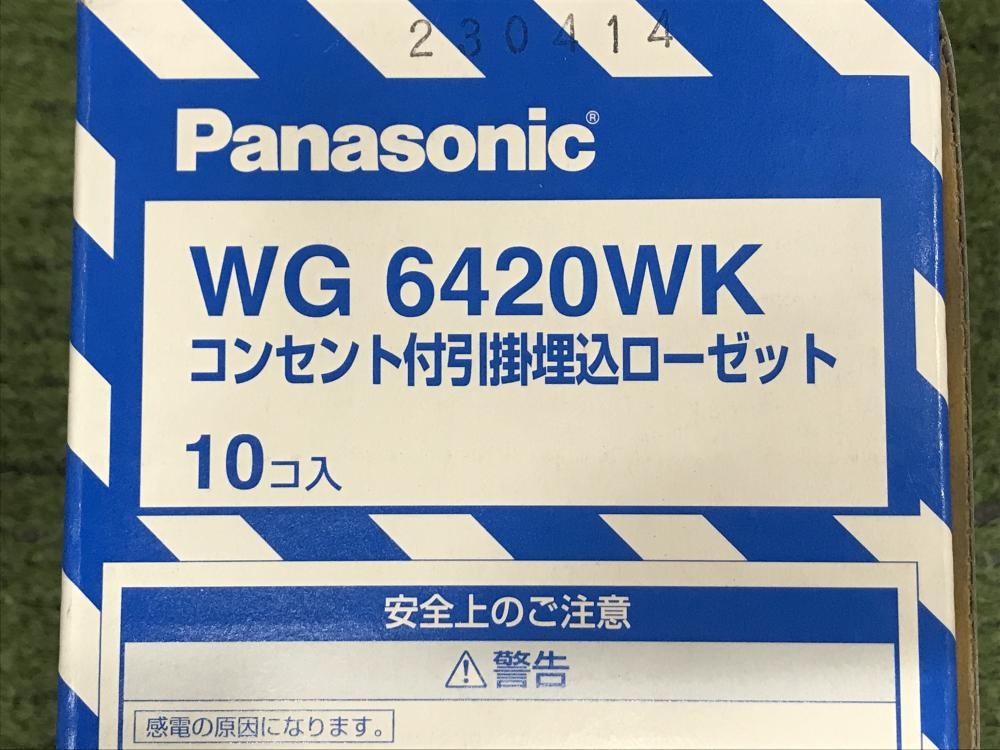 230414
Panasonic®
WG 6420WK
コンセント付引掛埋込ローゼット
10コ入
安全上のご注意
⚠警告
感電の原因になります。